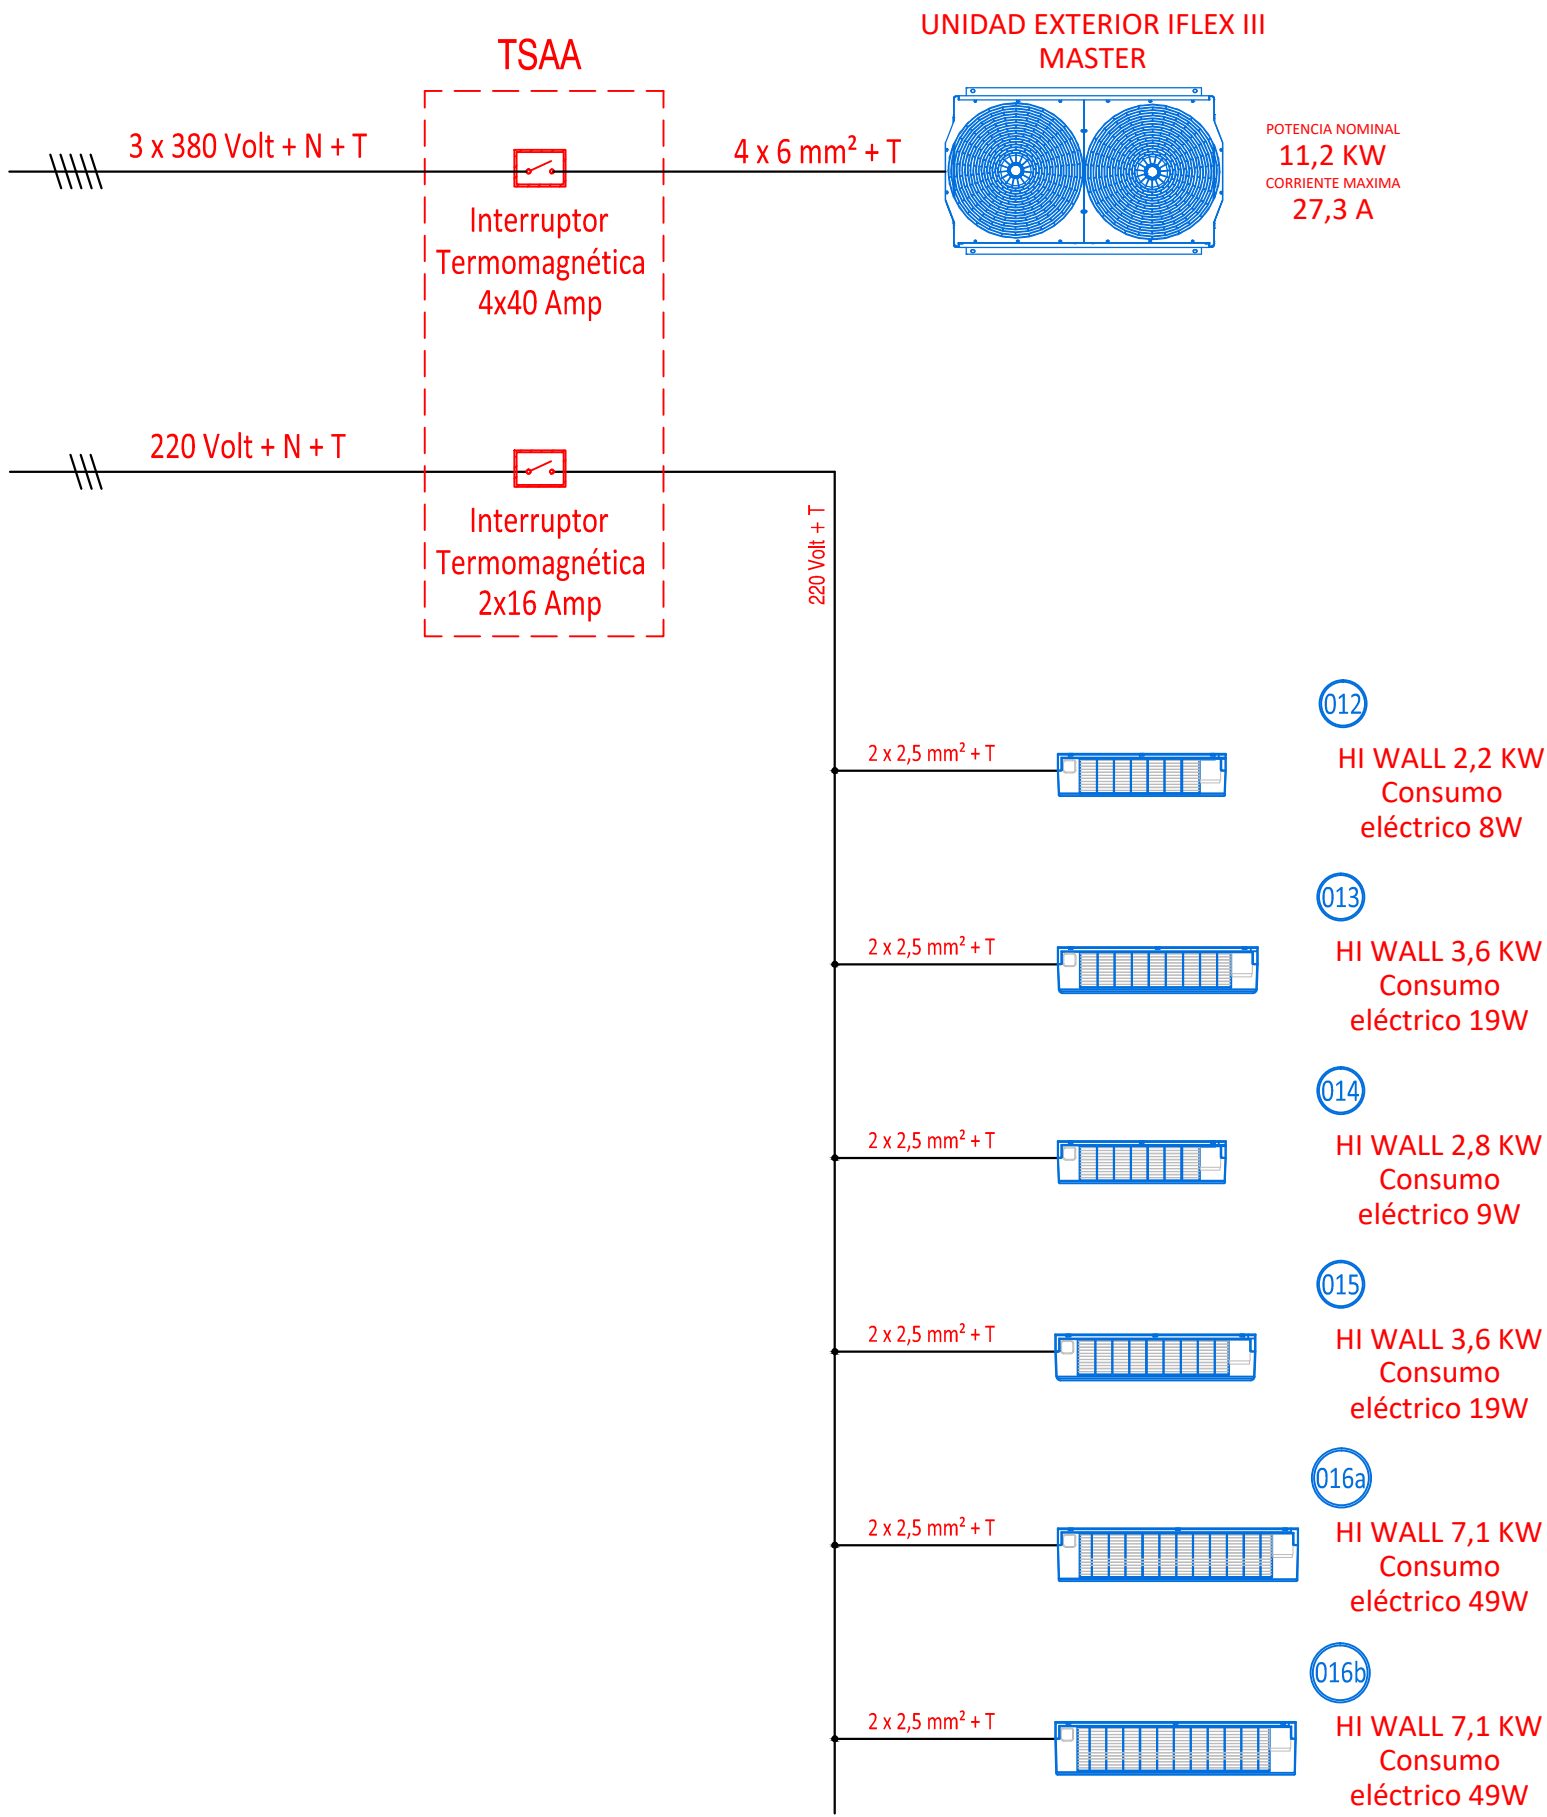 UNIDAD EXTERIOR IFLEX III
MASTER
TSAA
3 x 380 Volt + N + T
4 x 6 mm² + T
POTENCIA NOMINAL
11,2 KW
CORRIENTE MAXIMA
27,3 A
Interruptor
Termomagnética
4x40 Amp
220 Volt + N + T
Interruptor
Termomagnética
2x16 Amp
220 Volt + T
012
2 x 2,5 mm² + T
HI WALL 2,2 KW
Consumo
eléctrico 8W
013
2 x 2,5 mm² + T
HI WALL 3,6 KW
Consumo
eléctrico 19W
014
2 x 2,5 mm² + T
HI WALL 2,8 KW
Consumo
eléctrico 9W
015
2 x 2,5 mm² + T
HI WALL 3,6 KW
Consumo
eléctrico 19W
016a
2 x 2,5 mm² + T
HI WALL 7,1 KW
Consumo
eléctrico 49W
016b
2 x 2,5 mm² + T
HI WALL 7,1 KW
Consumo
eléctrico 49W